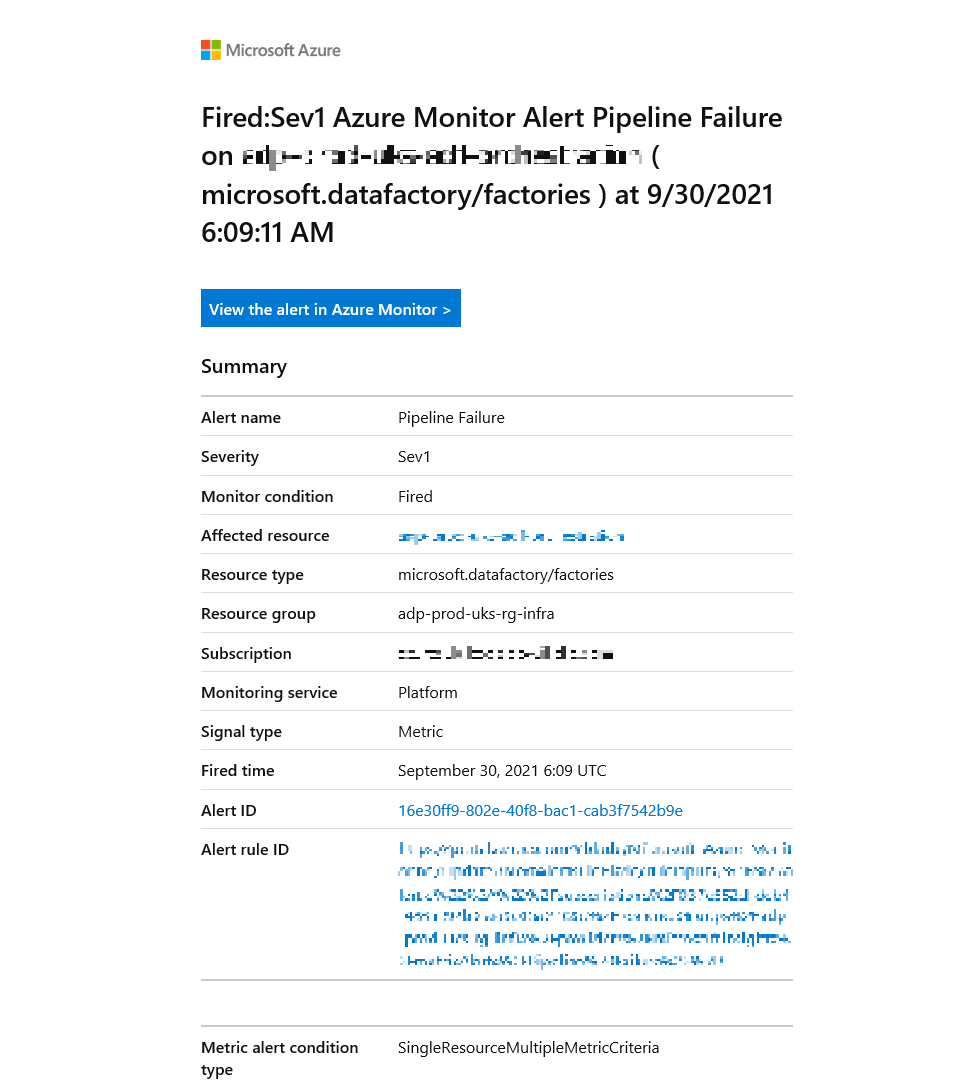 Microsoft Azure
Fired:Sev1 Azure Monitor Alert Pipeline Failure
on (
microsoft.datafactory/factories ) at 9/30/2021
6:09:11 AM
View the alert in Azure Monitor >
Summary
Alert name Pipeline Failure
Severity Sev1
Monitor condition Fired
Affected resource
Resource type microsoft.datafactory/factories
Resource group adp-prod-uks-rg-infra
Subscription
Monitoring service Platform
Signal type Metric
Fired time September 30, 2021 6:09 UTC
Alert ID 16e30ff9-802e-40f8-bac1-cab3f7542b9e
Alert rule ID
Metric alert condition SingleResourceMultipleMetricCriteria
type